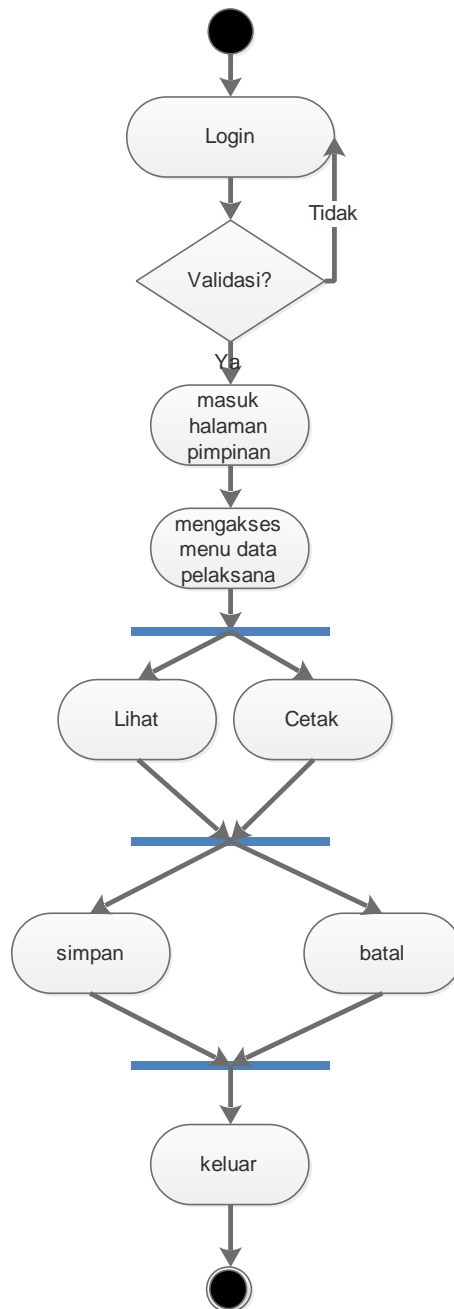 Login
Tidak
Validasi?
Ya
masuk
halaman
pimpinan
mengakses
menu data
pelaksana
Lihat
Cetak
simpan
batal
keluar